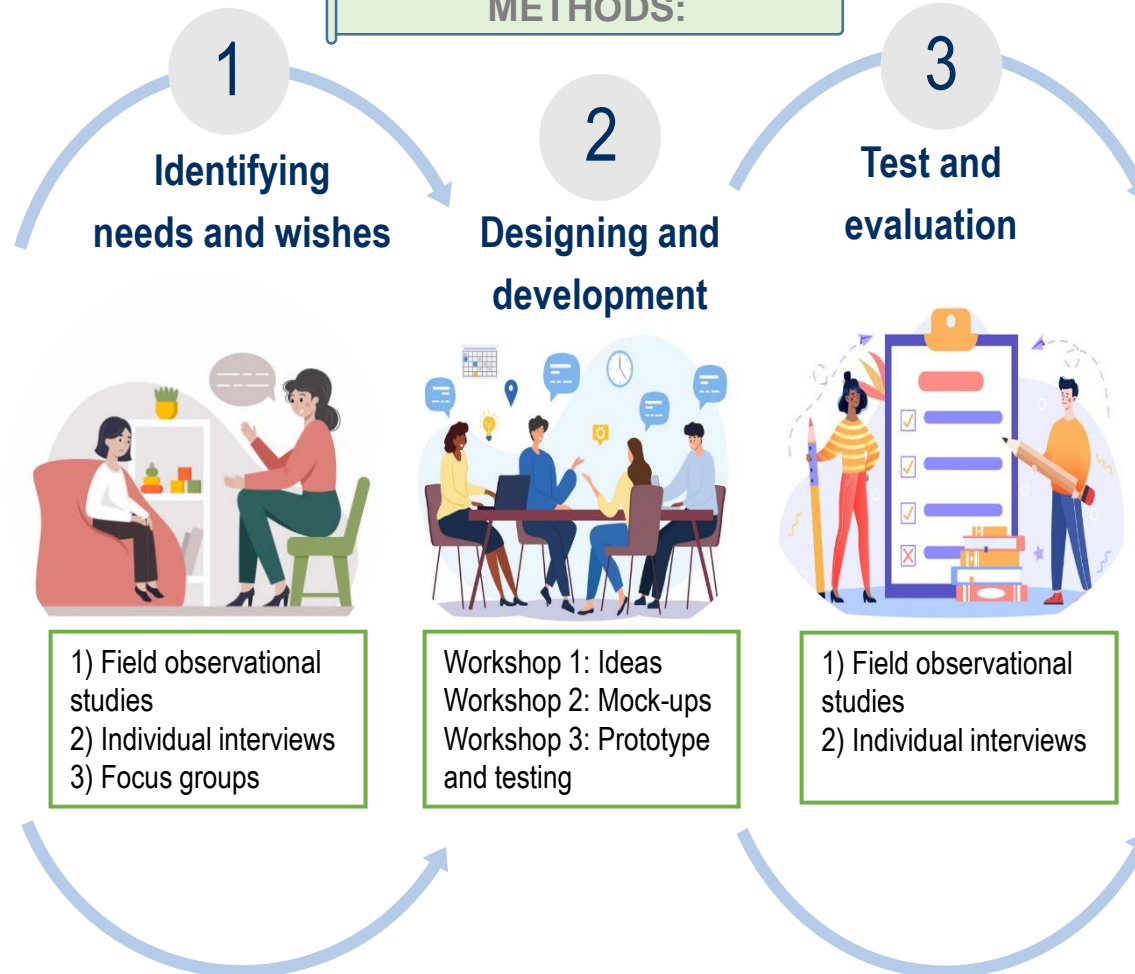 METHODS:
1
Identifying
needs and wishes
1) Field observational
studies
2) Individual interviews
3) Focus groups
2
Designing and
development
Workshop 1: Ideas
Workshop 2: Mock-ups
Workshop 3: Prototype
and testing
3
Test and
evaluation
1) Field observational
studies
2) Individual interviews